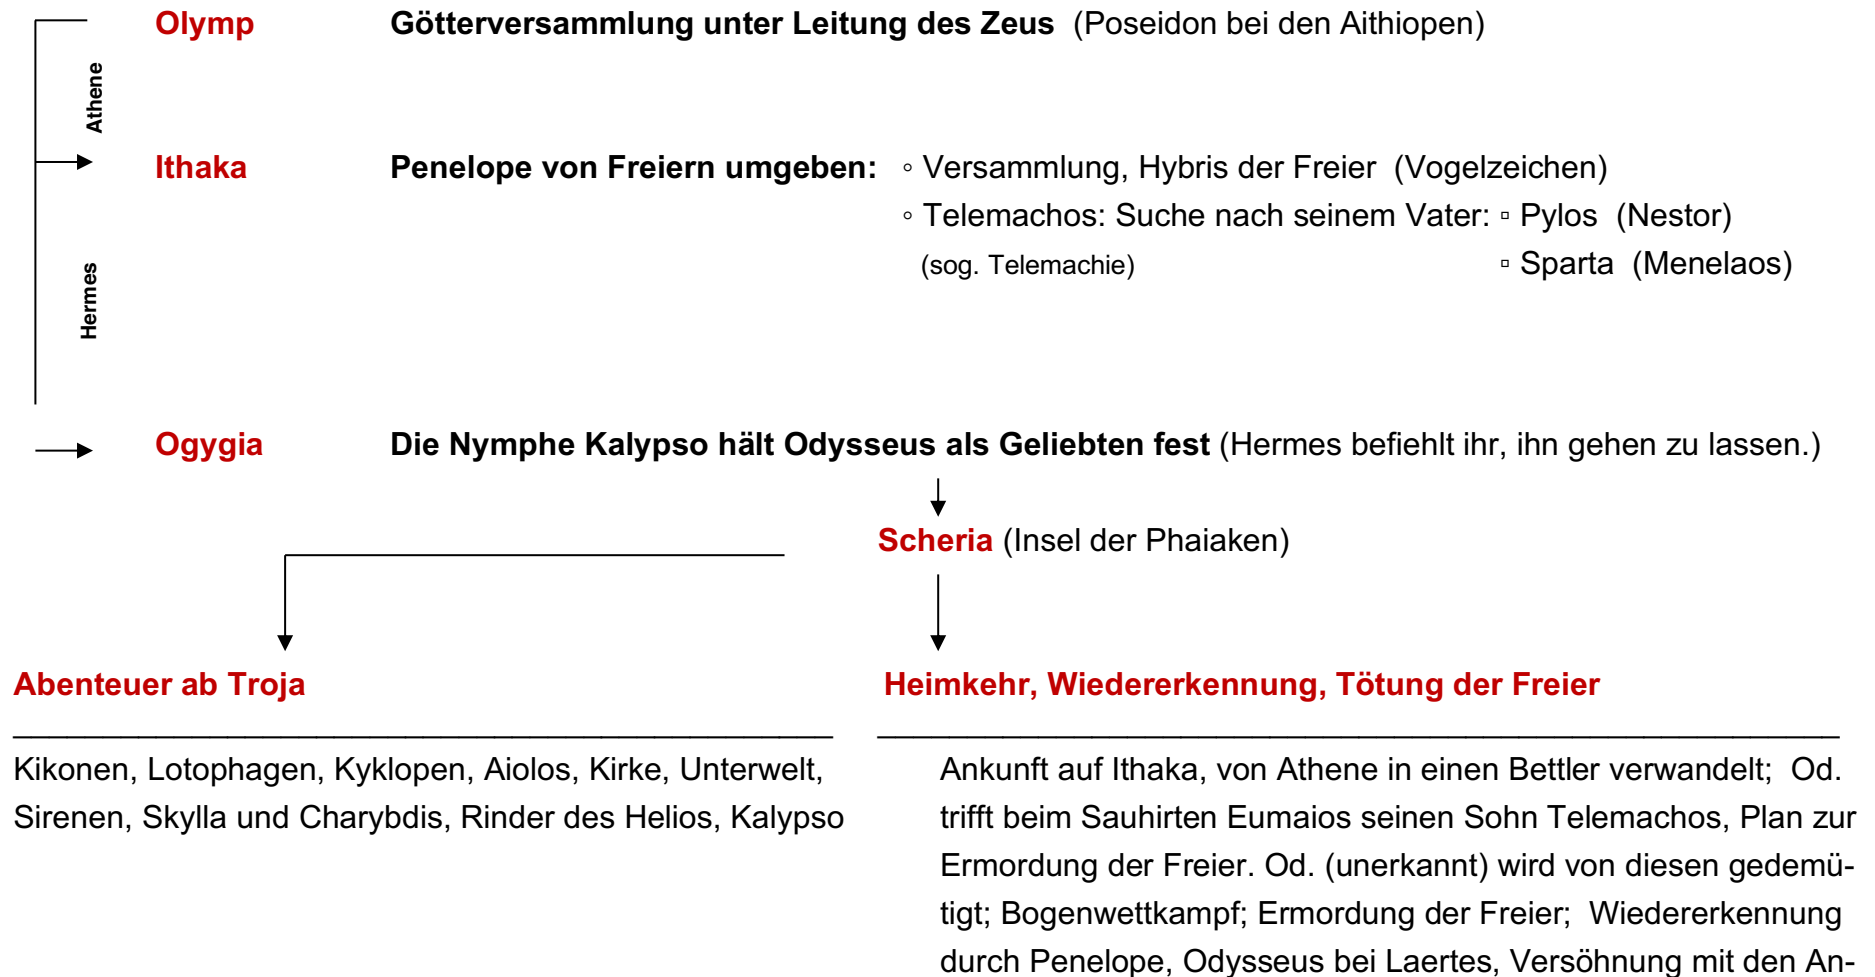 Olymp Götterversammlung unter Leitung des Zeus (Poseidon bei den Aithiopen)
Athene
Ithaka Penelope von Freiern umgeben: ◦ Versammlung, Hybris der Freier (Vogelzeichen)
◦ Telemachos: Suche nach seinem Vater: ▫ Pylos (Nestor)
(sog. Telemachie) ▫ Sparta (Menelaos)
Hermes
Ogygia Die Nymphe Kalypso hält Odysseus als Geliebten fest (Hermes befiehlt ihr, ihn gehen zu lassen.)
Scheria (Insel der Phaiaken)
Abenteuer ab Troja
Kikonen, Lotophagen, Kyklopen, Aiolos, Kirke, Unterwelt,
Sirenen, Skylla und Charybdis, Rinder des Helios, Kalypso
Heimkehr, Wiedererkennung, Tötung der Freier
Ankunft auf Ithaka, von Athene in einen Bettler verwandelt; Od.
trifft beim Sauhirten Eumaios seinen Sohn Telemachos, Plan zur
Ermordung der Freier. Od. (unerkannt) wird von diesen gedemü-
tigt; Bogenwettkampf; Ermordung der Freier; Wiedererkennung
durch Penelope, Odysseus bei Laertes, Versöhnung mit den An-